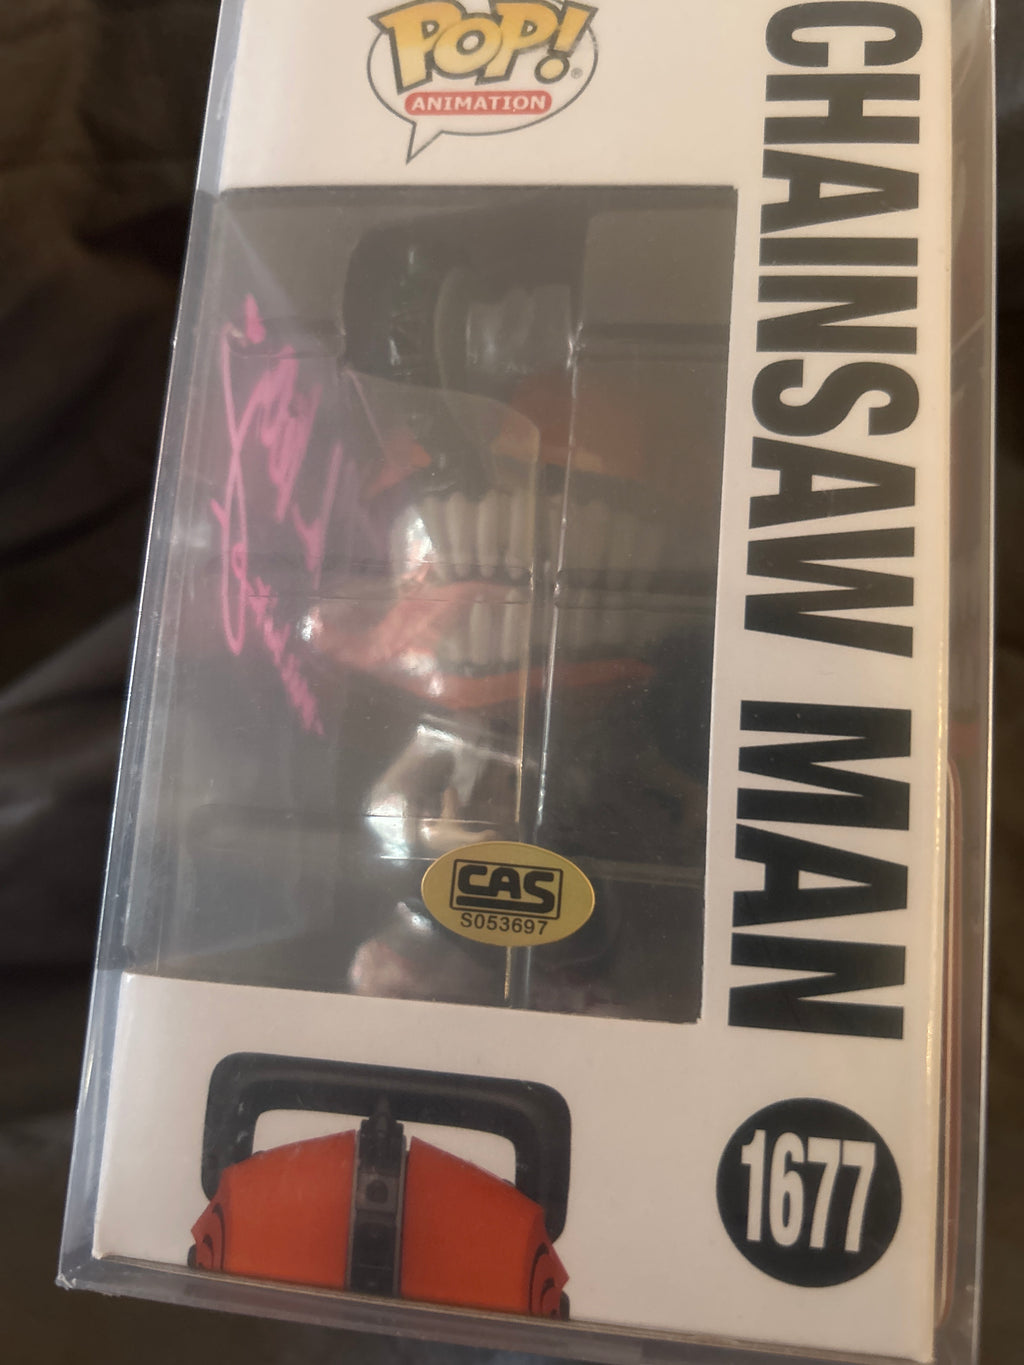 POP!®
ANIMATION
CHAINSAW MAN
CAS
S053697
1677